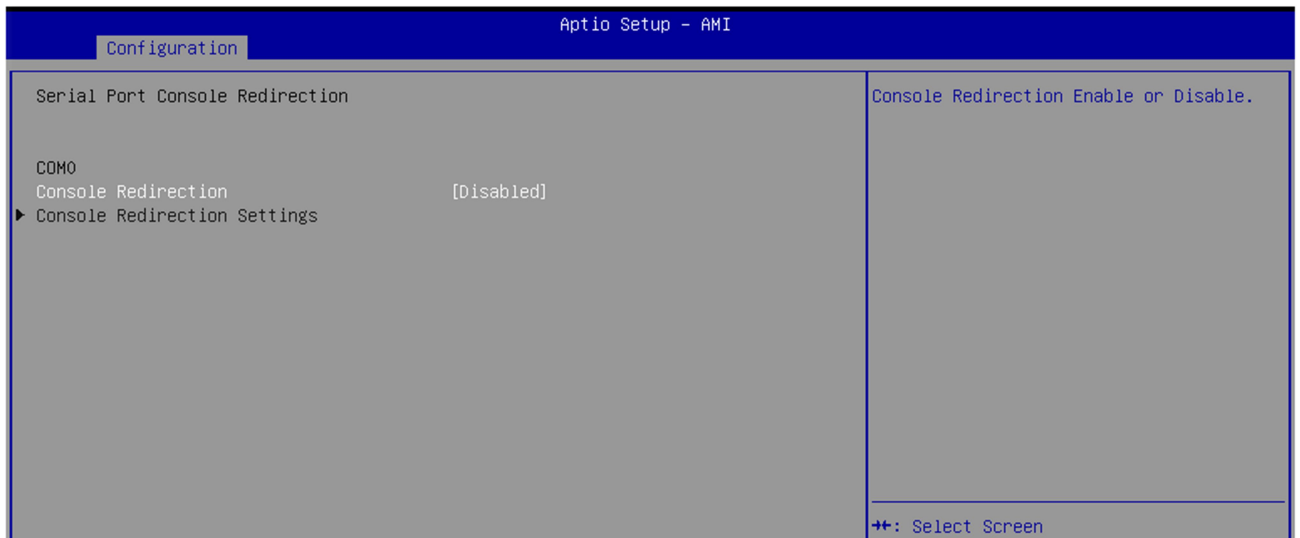 Aptio Setup – AMI
Configuration
Serial Port Console Redirection
Console Redirection Enable or Disable.
COM0
Console Redirection [Disabled]
Console Redirection Settings
→←: Select Screen